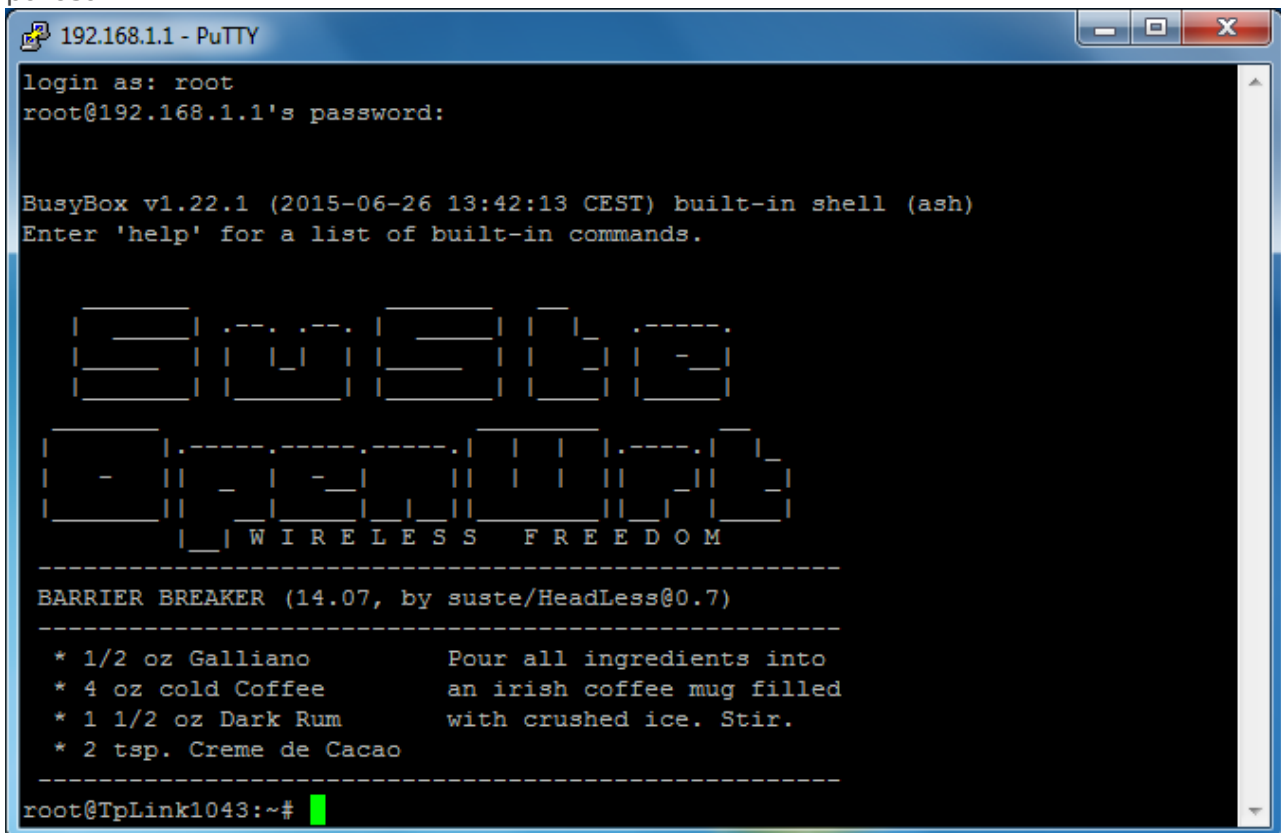 192.168.1.1 - PuTTY
login as: root
root@192.168.1.1's password:
BusyBox v1.22.1 (2015-06-26 13:42:13 CEST) built-in shell (ash)
Enter 'help' for a list of built-in commands.
SuSte
OpenWrt
W I R E L E S S   F R E E D O M
BARRIER BREAKER (14.07, by suste/HeadLess@0.7)
* 1/2 oz Galliano Pour all ingredients into
* 4 oz cold Coffee an irish coffee mug filled
* 1 1/2 oz Dark Rum with crushed ice. Stir.
* 2 tsp. Creme de Cacao
root@TpLink1043:~#